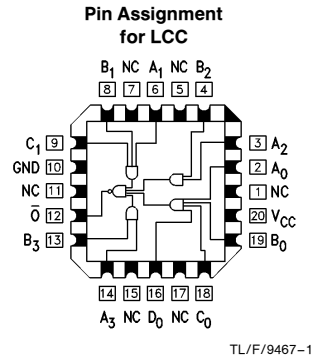 Pin Assignment
for LCC
B1 NC A1 NC B2
8 7 6 5 4
C1 9 3 A2
GND 10 2 A0
NC 11 1 NC
O̅ 12 20 VCC
B3 13 19 B0
14 15 16 17 18
A3 NC D0 NC C0
TL/F/9467–1